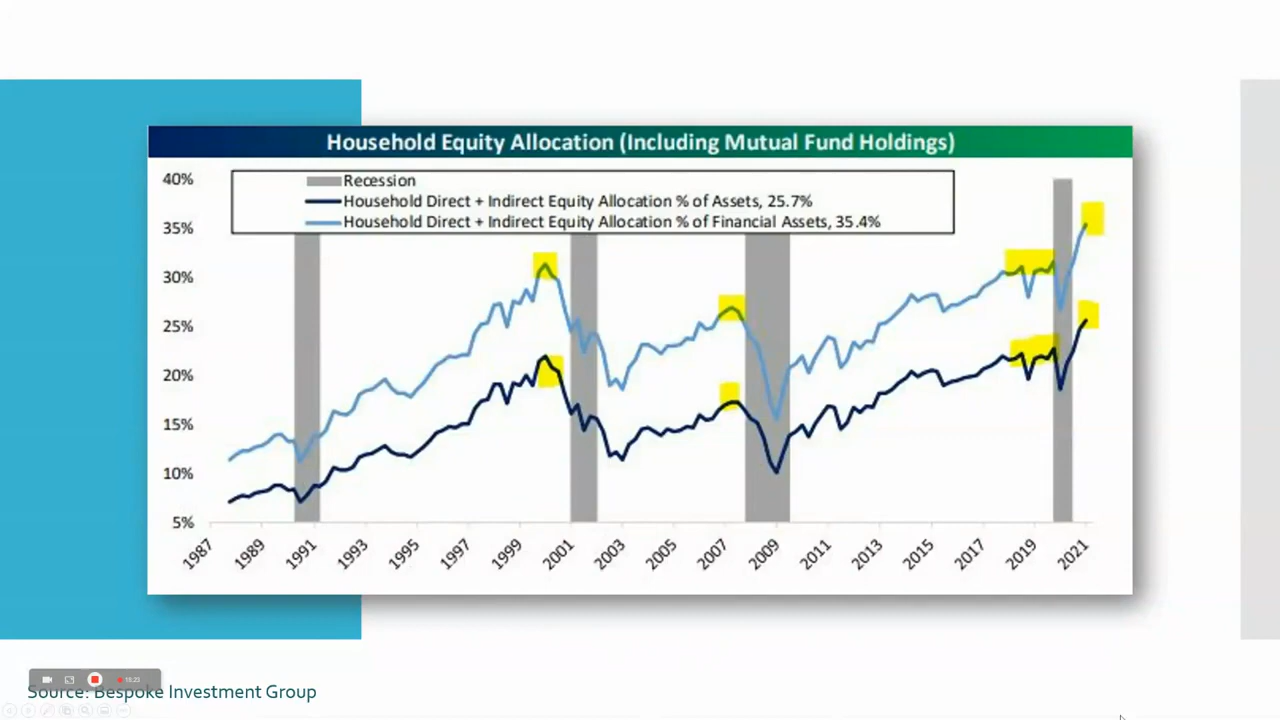 Household Equity Allocation (Including Mutual Fund Holdings)
Recession
Household Direct + Indirect Equity Allocation % of Assets, 25.7%
Household Direct + Indirect Equity Allocation % of Financial Assets, 35.4%
40%
35%
30%
25%
20%
15%
10%
5%
1987 1989 1991 1993 1995 1997 1999 2001 2003 2005 2007 2009 2011 2013 2015 2017 2019 2021
Source: Bespoke Investment Group